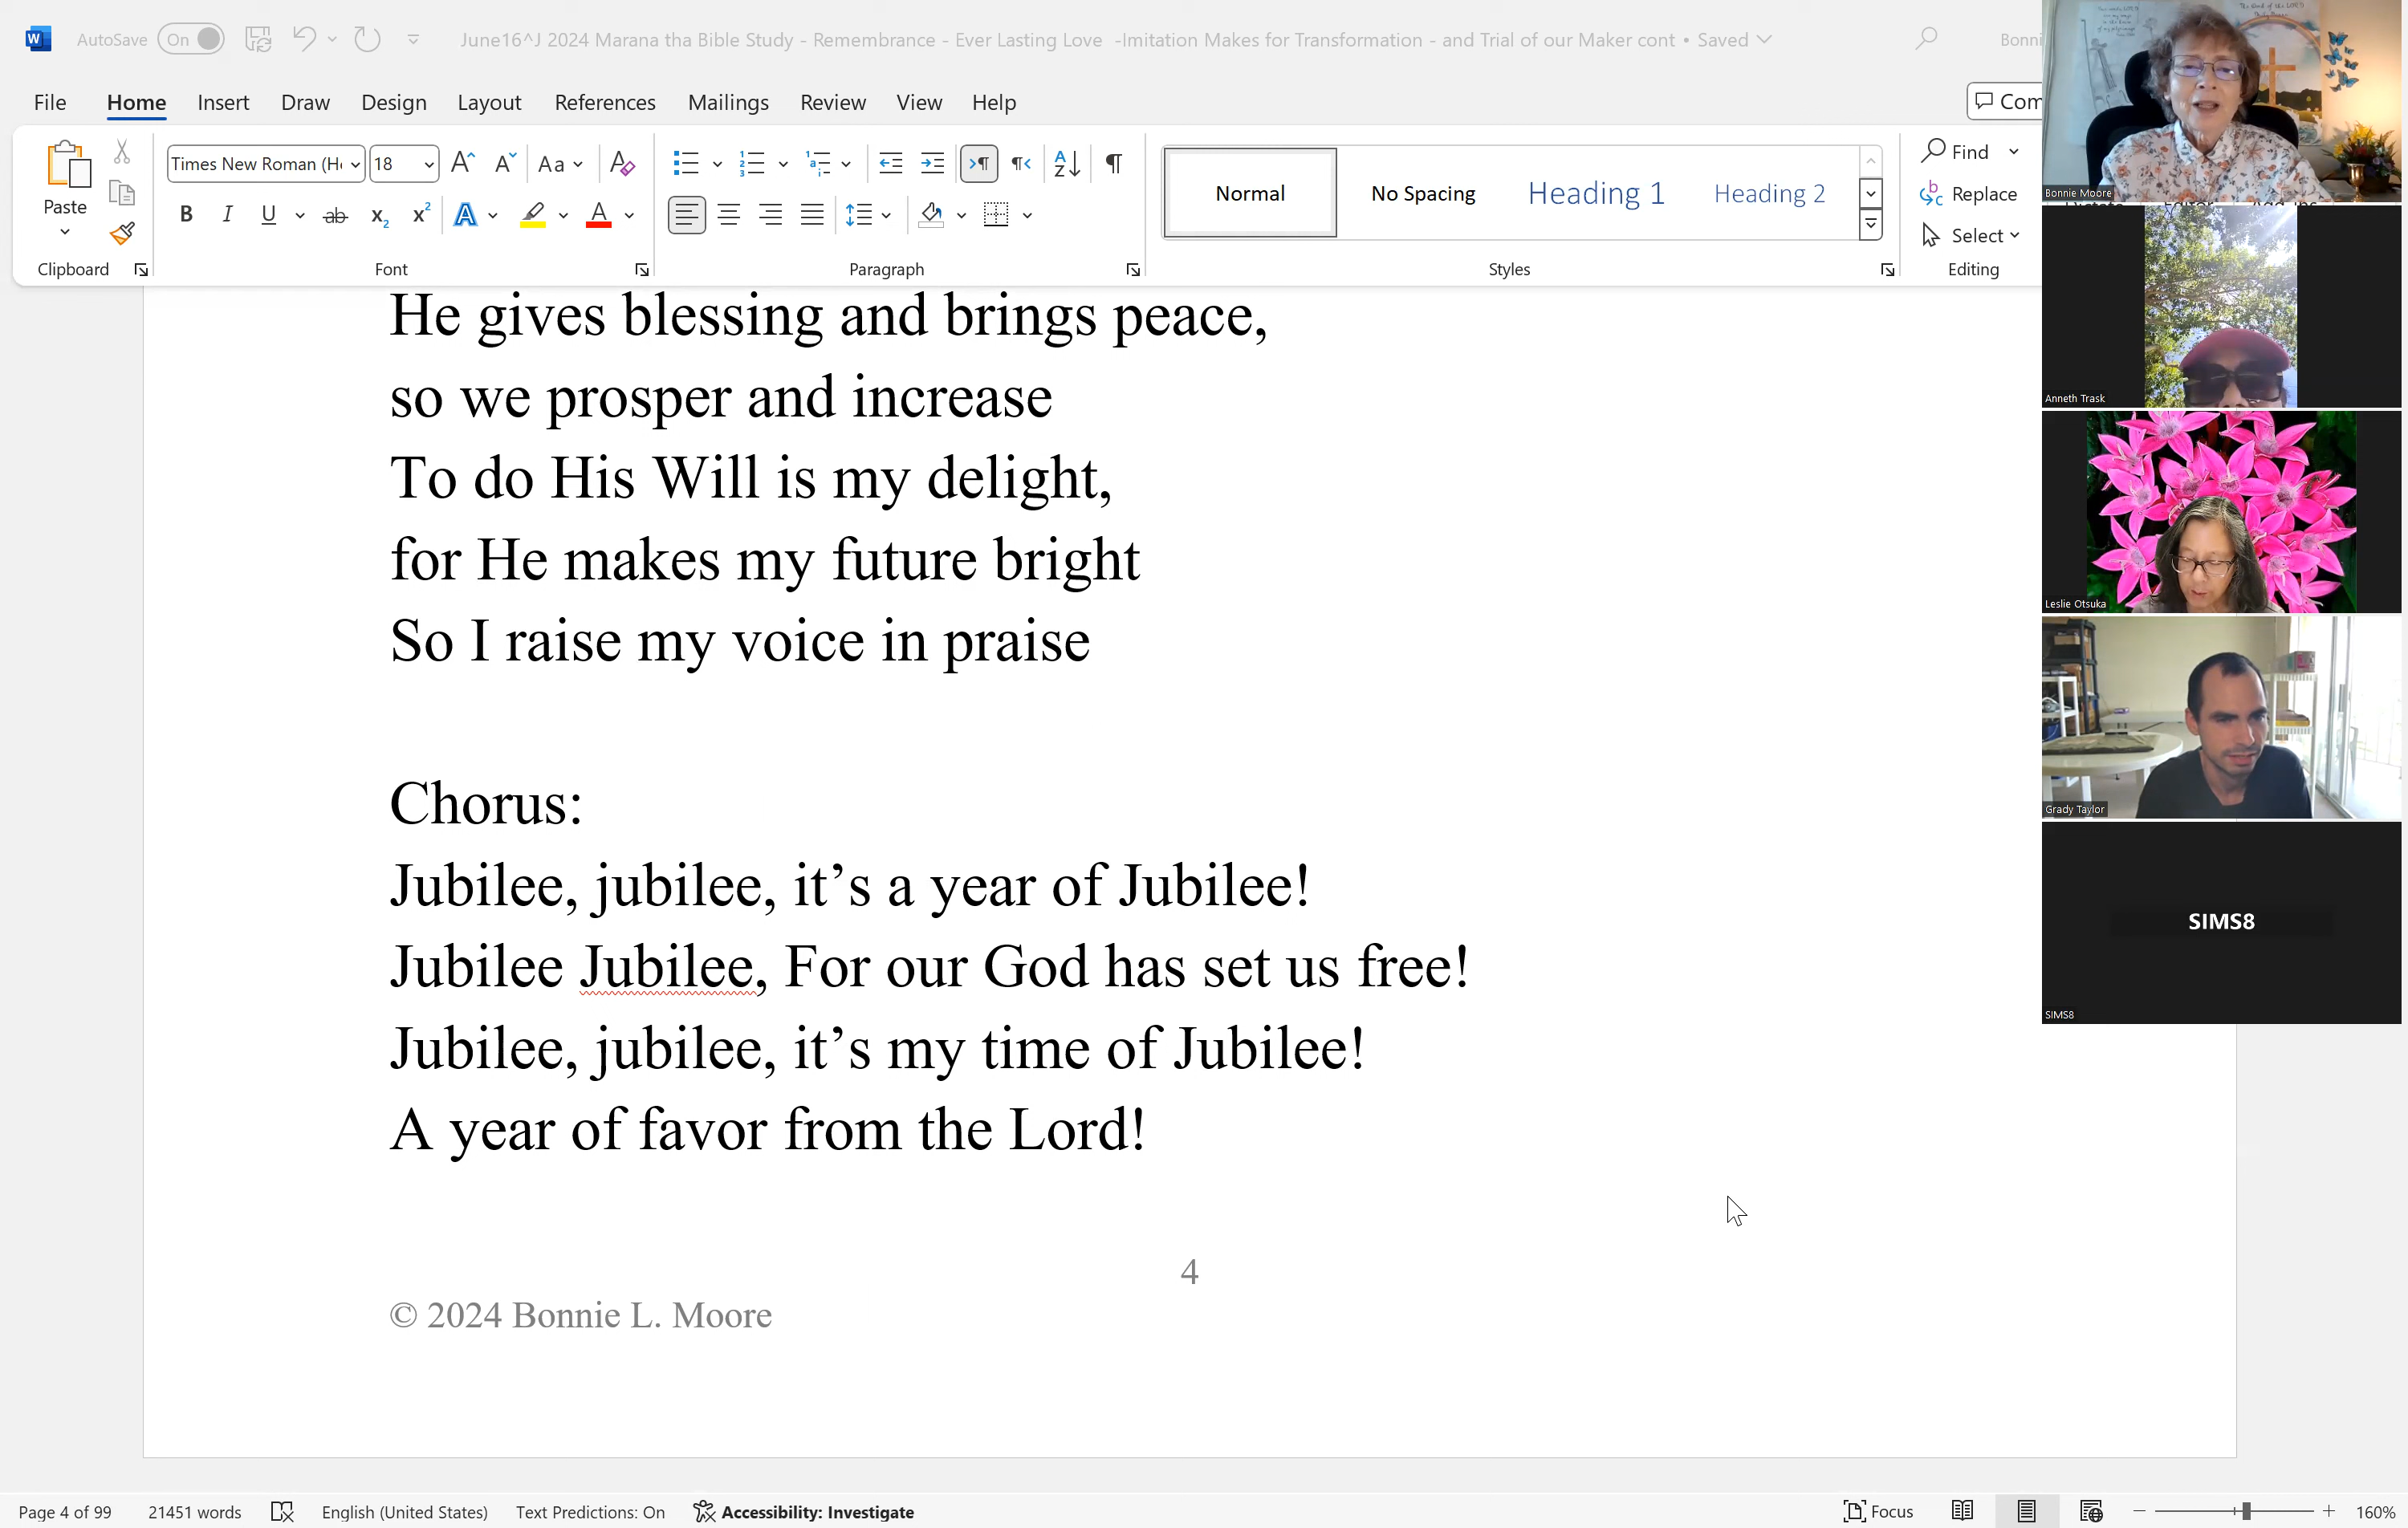 AutoSave On
June16^J 2024 Marana tha Bible Study - Remembrance - Ever Lasting Love -Imitation Makes for Transformation - and Trial of our Maker cont • Saved
Bonni
File Home Insert Draw Design Layout References Mailings Review View Help
Com
Paste
Times New Roman (H 18
Normal
No Spacing
Heading 1
Heading 2
Find
Replace
Select
Clipboard
Font
Paragraph
Styles
Editing
He gives blessing and brings peace,
so we prosper and increase
To do His Will is my delight,
for He makes my future bright
So I raise my voice in praise
Chorus:
Jubilee, jubilee, it’s a year of Jubilee!
Jubilee Jubilee, For our God has set us free!
Jubilee, jubilee, it’s my time of Jubilee!
A year of favor from the Lord!
4
© 2024 Bonnie L. Moore
Bonnie Moore
Anneth Trask
Leslie Otsuka
Grady Taylor
SIMS8
SIMS8
Page 4 of 99
21451 words
English (United States)
Text Predictions: On
Accessibility: Investigate
Focus
160%